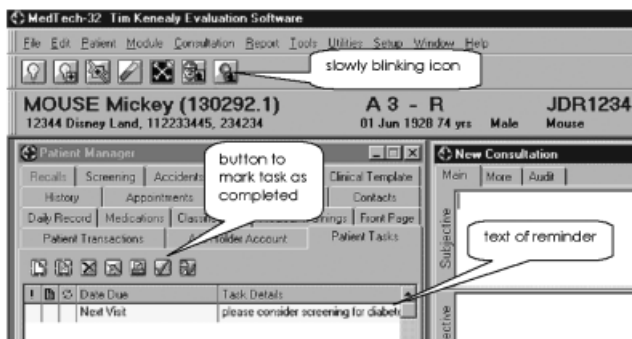 MedTech-32 Tim Kenealy Evaluation Software
File Edit Patient Module Consultation Report Tools Utilities Setup Window Help
slowly blinking icon
MOUSE Mickey (130292.1) A 3 - R JDR1234
12344 Disney Land, 112233445, 234234 01 Jun 1928 74 yrs Male Mouse
Patient Manager
New Consultation
button to
mark task as
completed
Recalls Screening Accidents Clinical Template
Main More Audit
History Appointments Contacts
Daily Record Medications Front Page
Patient Transactions Account Patient Tasks
Subjective
text of reminder
! Date Due Task Details
Next Visit please consider screening for diabet
ective